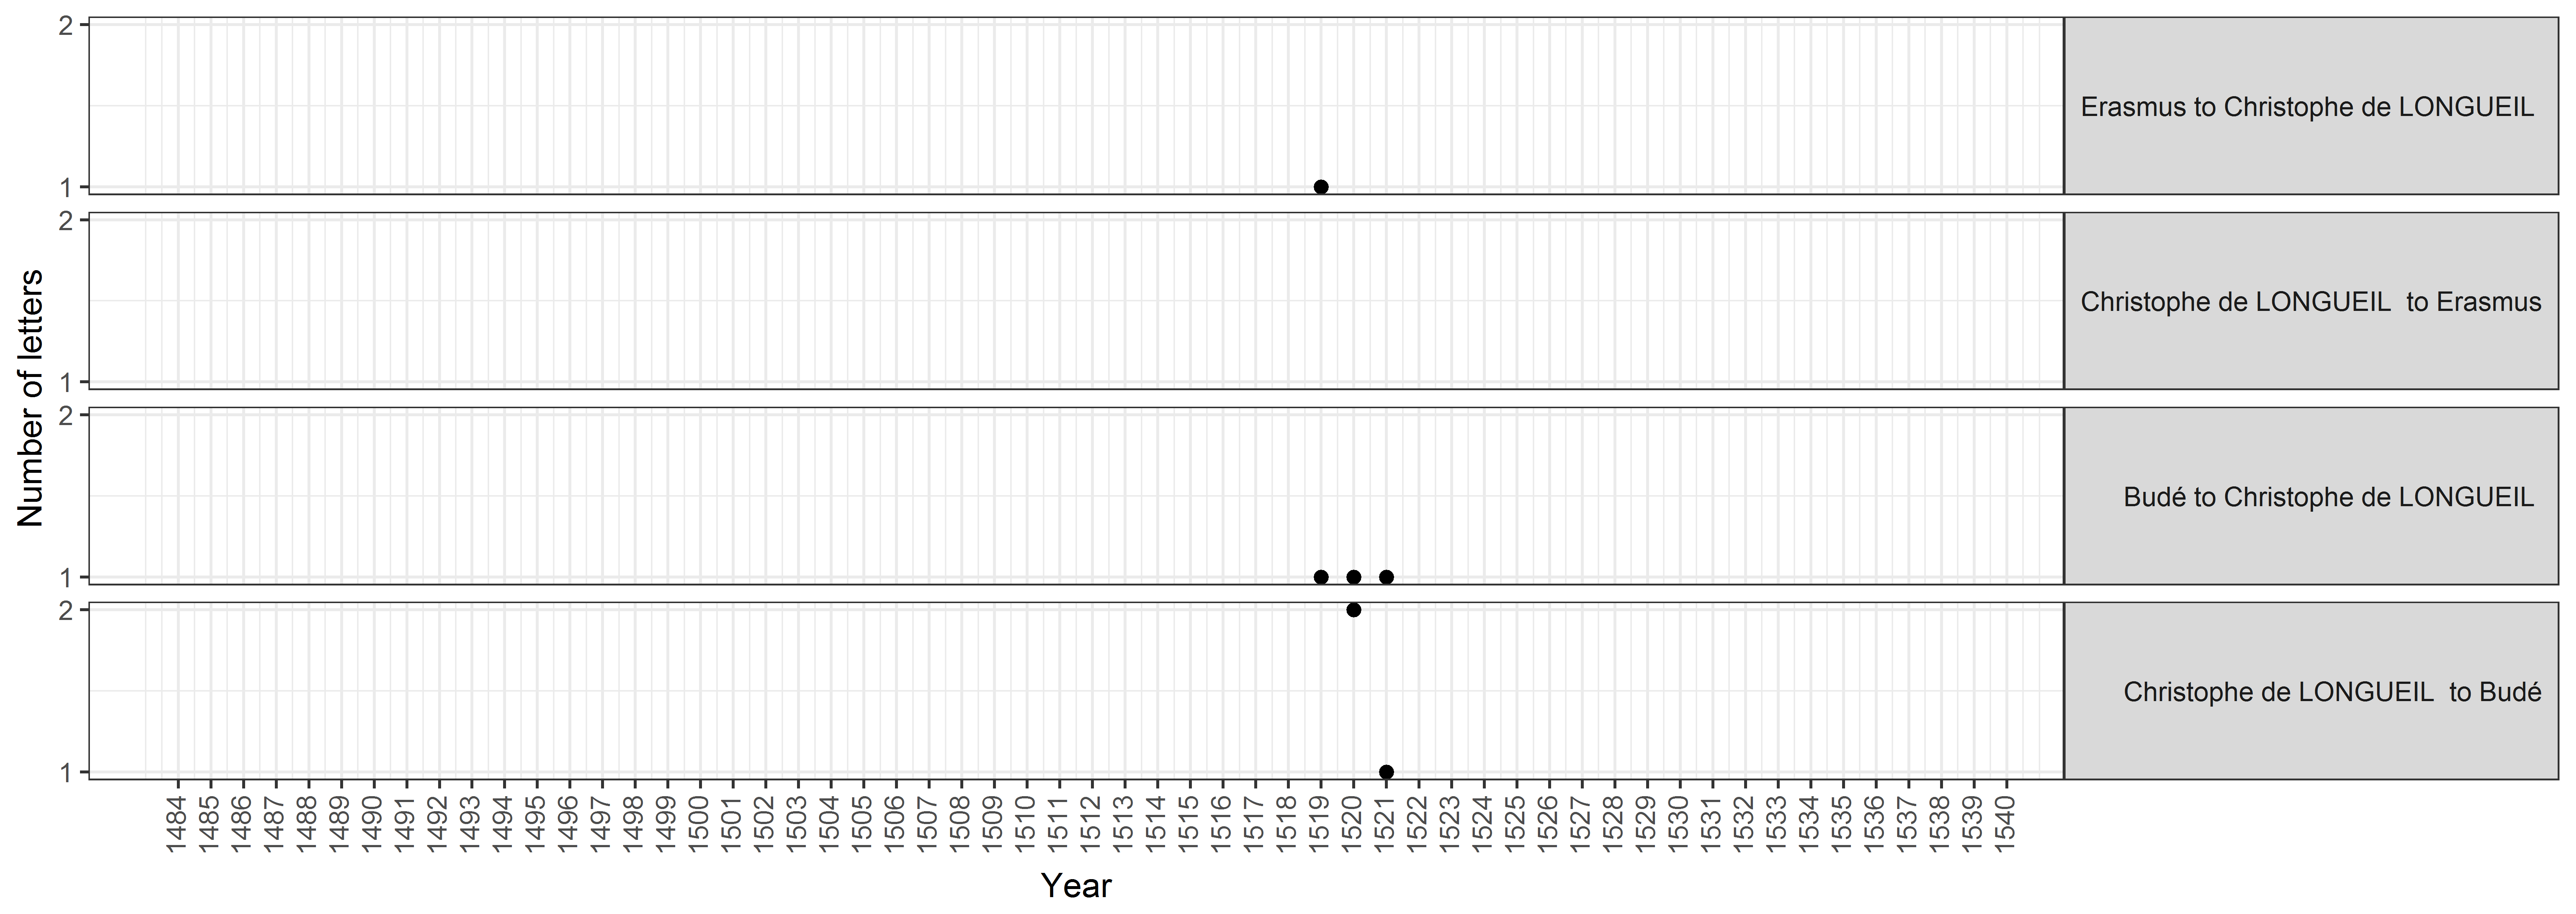 Number of letters
2
1
Erasmus to Christophe de LONGUEIL
2
1
Christophe de LONGUEIL  to Erasmus
2
1
Budé to Christophe de LONGUEIL
2
1
Christophe de LONGUEIL  to Budé
1484 1485 1486 1487 1488 1489 1490 1491 1492 1493 1494 1495 1496 1497 1498 1499 1500 1501 1502 1503 1504 1505 1506 1507 1508 1509 1510 1511 1512 1513 1514 1515 1516 1517 1518 1519 1520 1521 1522 1523 1524 1525 1526 1527 1528 1529 1530 1531 1532 1533 1534 1535 1536 1537 1538 1539 1540
Year